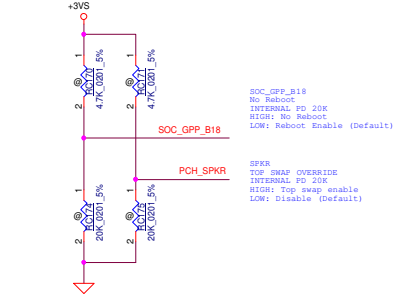 +3VS
1
1
@
RC170
4.7K_0201_5%
@
RC171
4.7K_0201_5%
2
2
SOC_GPP_B18
No Reboot
INTERNAL PD 20K
HIGH: No Reboot
LOW: Reboot Enable (Default)
SOC_GPP_B18
PCH_SPKR
SPKR
TOP SWAP OVERRIDE
INTERNAL PD 20K
HIGH: Top swap enable
LOW: Disable (Default)
1
1
@
RC174
20K_0201_5%
@
RC175
20K_0201_5%
2
2